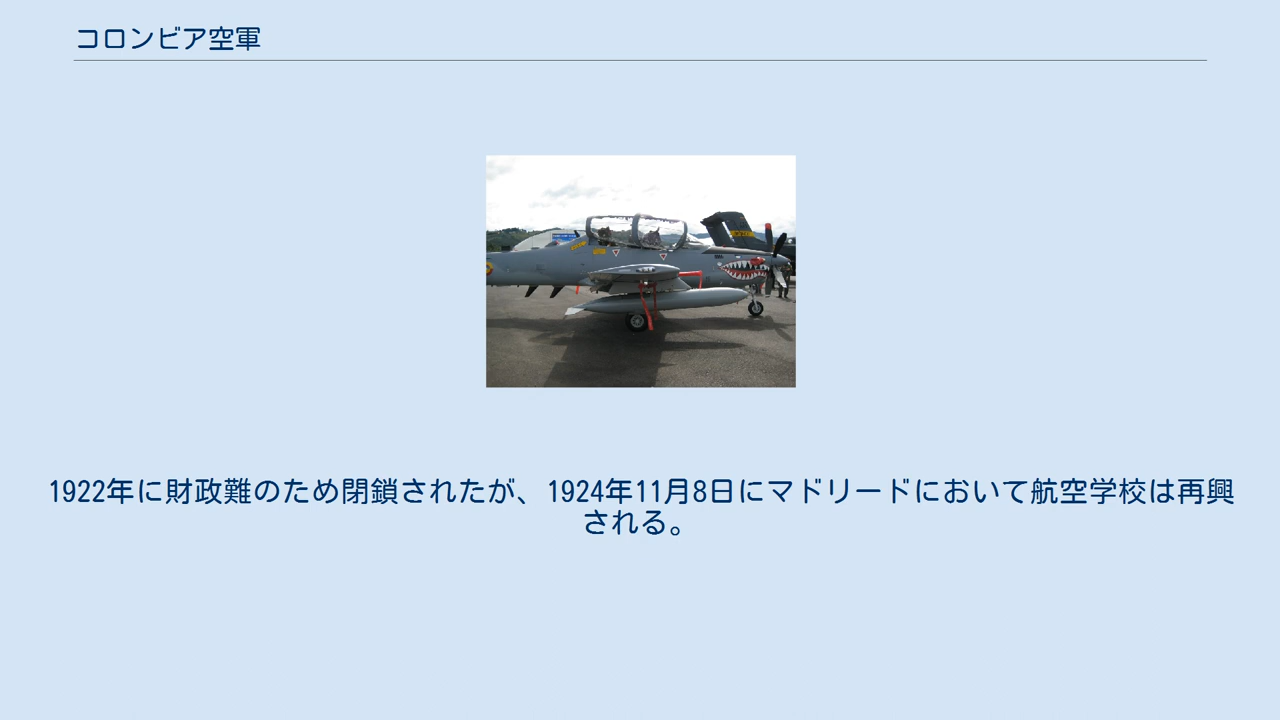 コロンビア空軍
1922年に財政難のため閉鎖されたが、1924年11月8日にマドリードにおいて航空学校は再興
される。